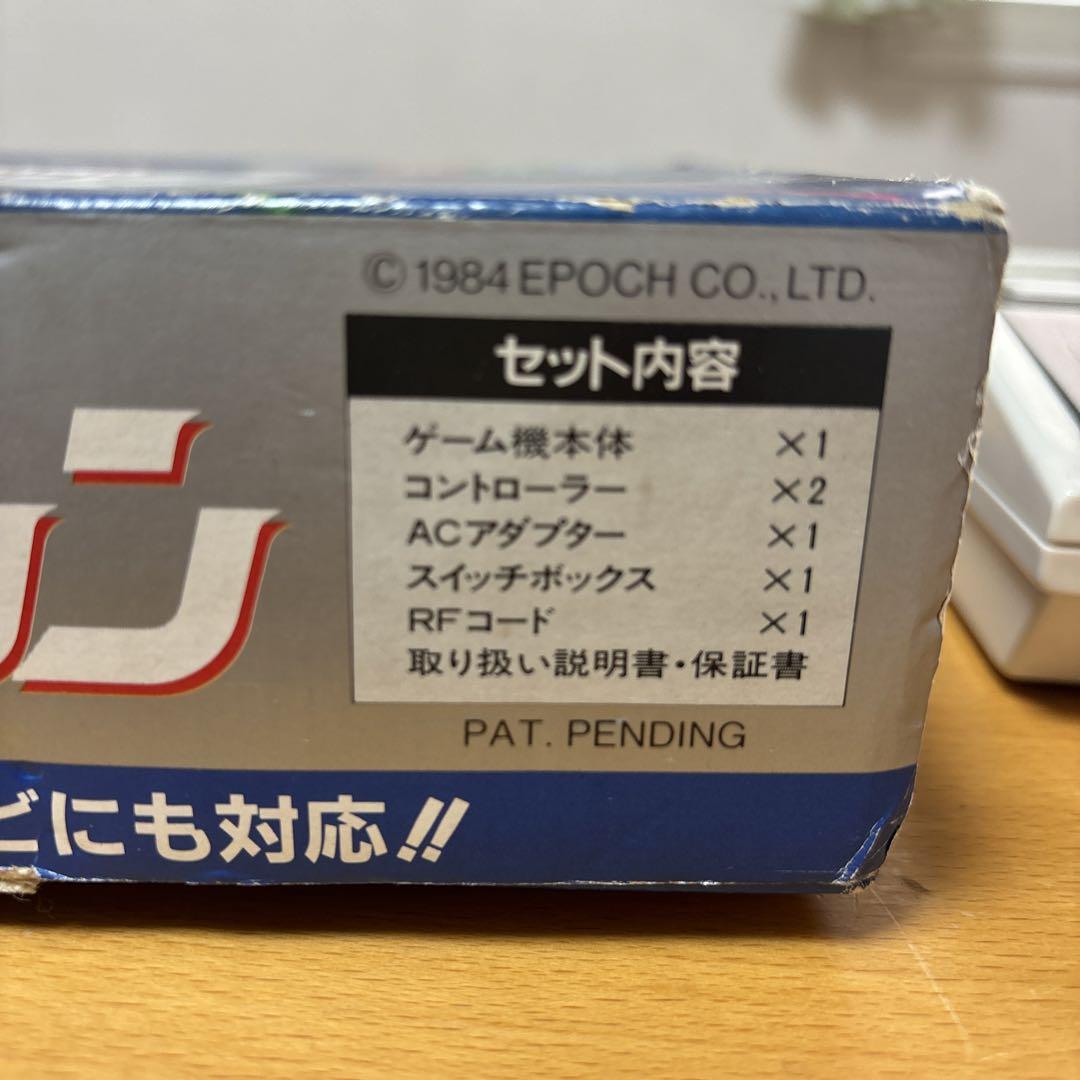 © 1984 EPOCH CO., LTD.
セット内容
ゲーム機本体 ×1
コントローラー ×2
ACアダプター ×1
スイッチボックス ×1
RFコード ×1
取り扱い説明書・保証書
PAT. PENDING
ン
ビにも対応!!